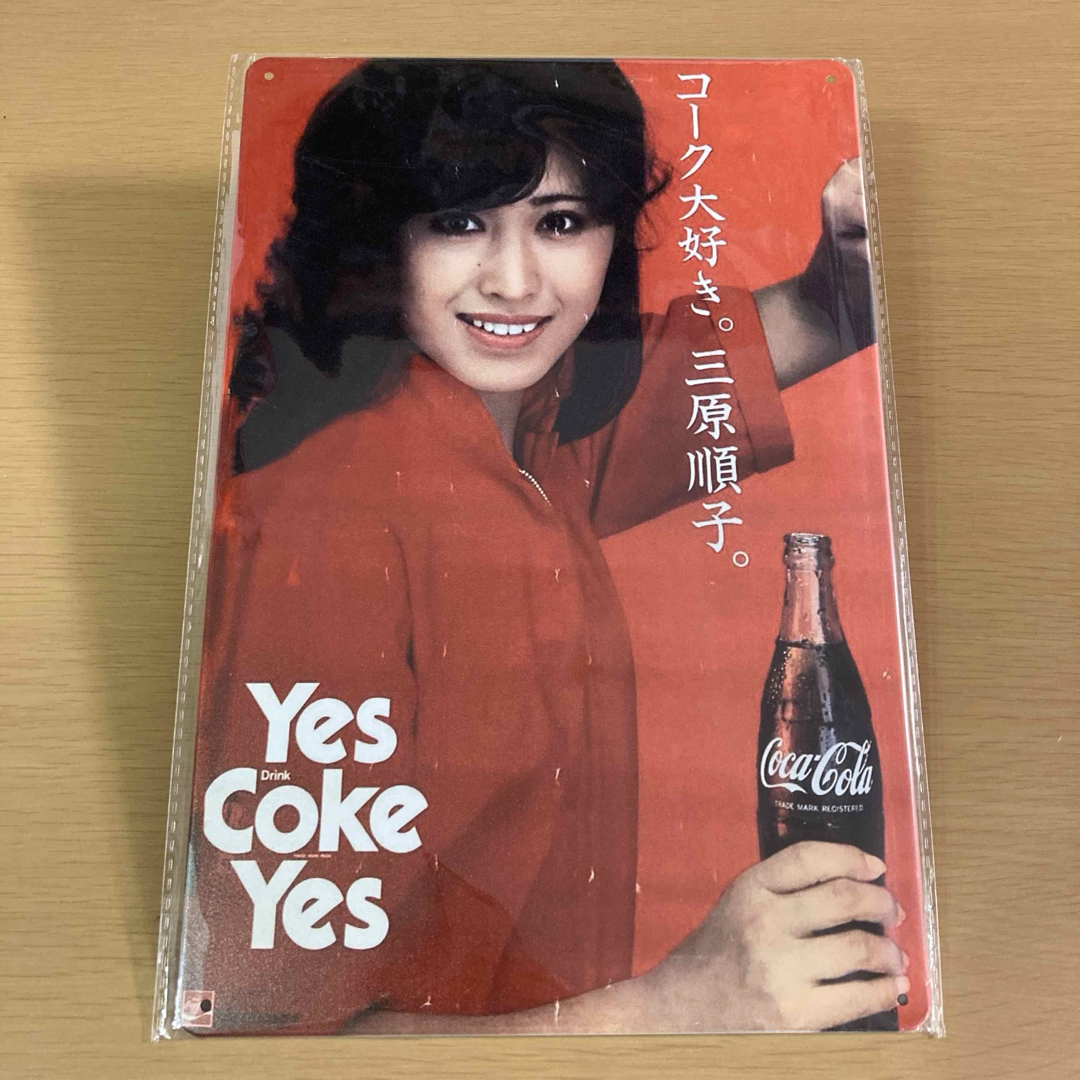 コーク大好き。三原順子。
Yes
Drink
Coke
Yes
Coca-Cola
TRADE MARK REGISTERED